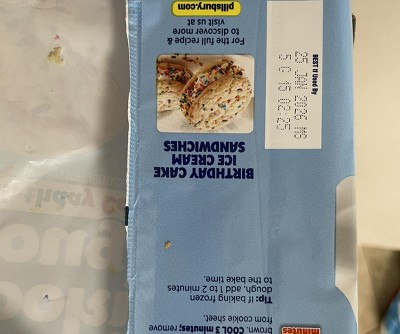 minutes
brown. COOL 3 minutes; remove
from cookie sheet.
Tip: If baking frozen
dough, add 1 to 2 minutes
to the bake time.
BIRTHDAY CAKE
ICE CREAM
SANDWICHES
For the full recipe &
to discover more
visit us at
pillsbury.com
BEST If Used By
25 JAN 2026 MS
5 G 15 02:25